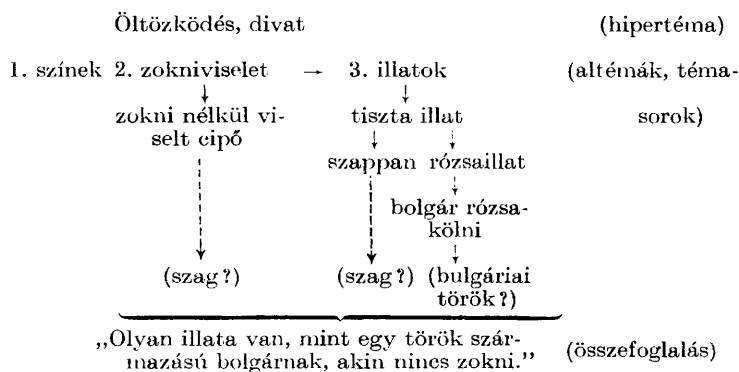 Öltözködés, divat (hipertéma)
1. színek 2. zokniviselet → 3. illatok (altémák, téma-
zokni nélkül vi- tiszta illat sorok)
selt cipő
szappan rózsaillat
bolgár rózsa-
kölni
(szag?) (szag?) (bulgáriai
török?)
„Olyan illata van, mint egy török szár-
mazású bolgárnak, akin nincs zokni.” (összefoglalás)